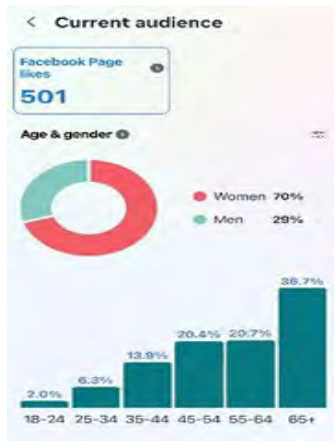 < Current audience
Facebook Page
likes
501
Age & gender
Women 70%
Men 29%
36.7%
20.4% 20.7%
13.9%
6.3%
2.0%
18-24 25-34 35-44 45-54 55-64 65+